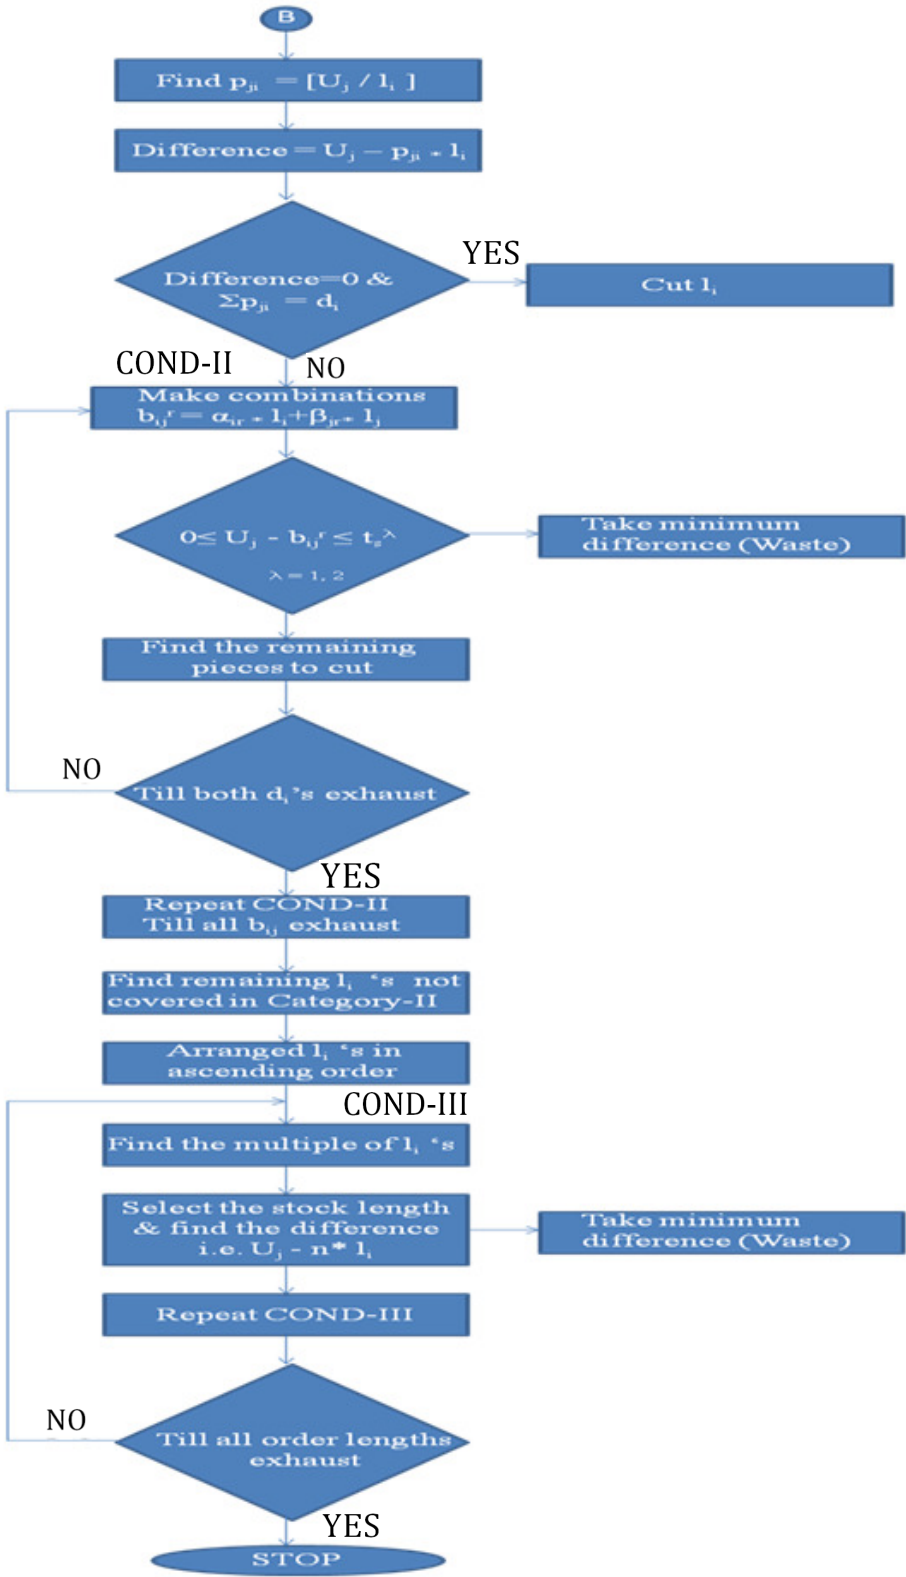 B
Find pⱼᵢ = [Uⱼ / lᵢ ]
Difference = Uⱼ – pⱼᵢ * lᵢ
Difference=0 &
Σpⱼᵢ = dᵢ
YES
Cut lᵢ
COND-II
NO
Make combinations
bᵢⱼʳ = αᵢᵣ * lᵢ+βⱼᵣ* lⱼ
0≤ Uⱼ - bᵢⱼʳ ≤ tₛ^λ
λ = 1, 2
Take minimum
difference (Waste)
Find the remaining
pieces to cut
NO
Till both dᵢ's exhaust
YES
Repeat COND-II
Till all bᵢⱼ exhaust
Find remaining lᵢ ‘s not
covered in Category-II
Arranged lᵢ ‘s in
ascending order
COND-III
Find the multiple of lᵢ ‘s
Select the stock length
& find the difference
i.e. Uⱼ - n* lᵢ
Take minimum
difference (Waste)
Repeat COND-III
NO
Till all order lengths
exhaust
YES
STOP